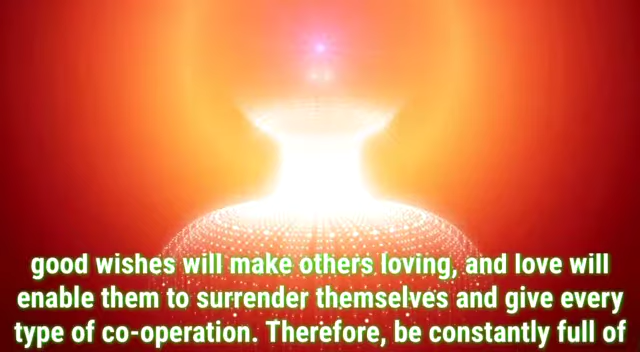 good wishes will make others loving, and love will
enable them to surrender themselves and give every
type of co-operation. Therefore, be constantly full of